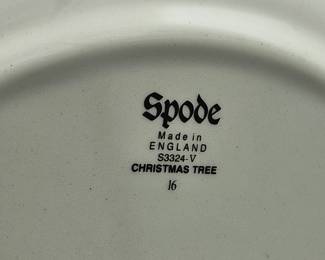 Spode
Made in
ENGLAND
S3324-V
CHRISTMAS TREE
16